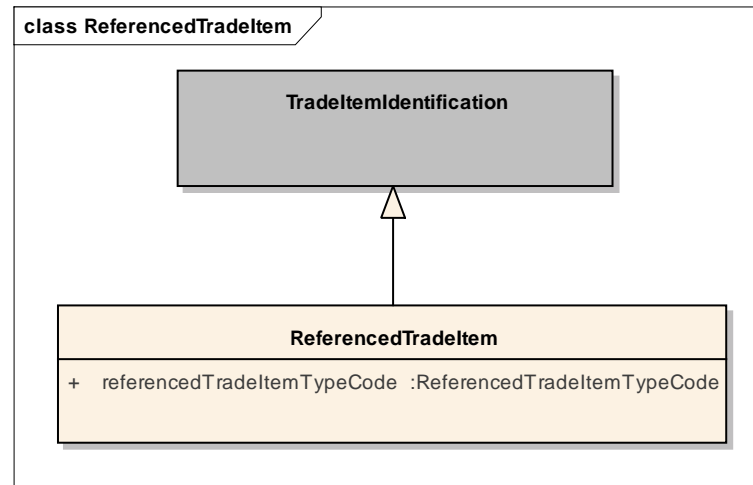 class ReferencedTradeItem
TradeItemIdentification
ReferencedTradeItem
+ referencedTradeItemTypeCode :ReferencedTradeItemTypeCode